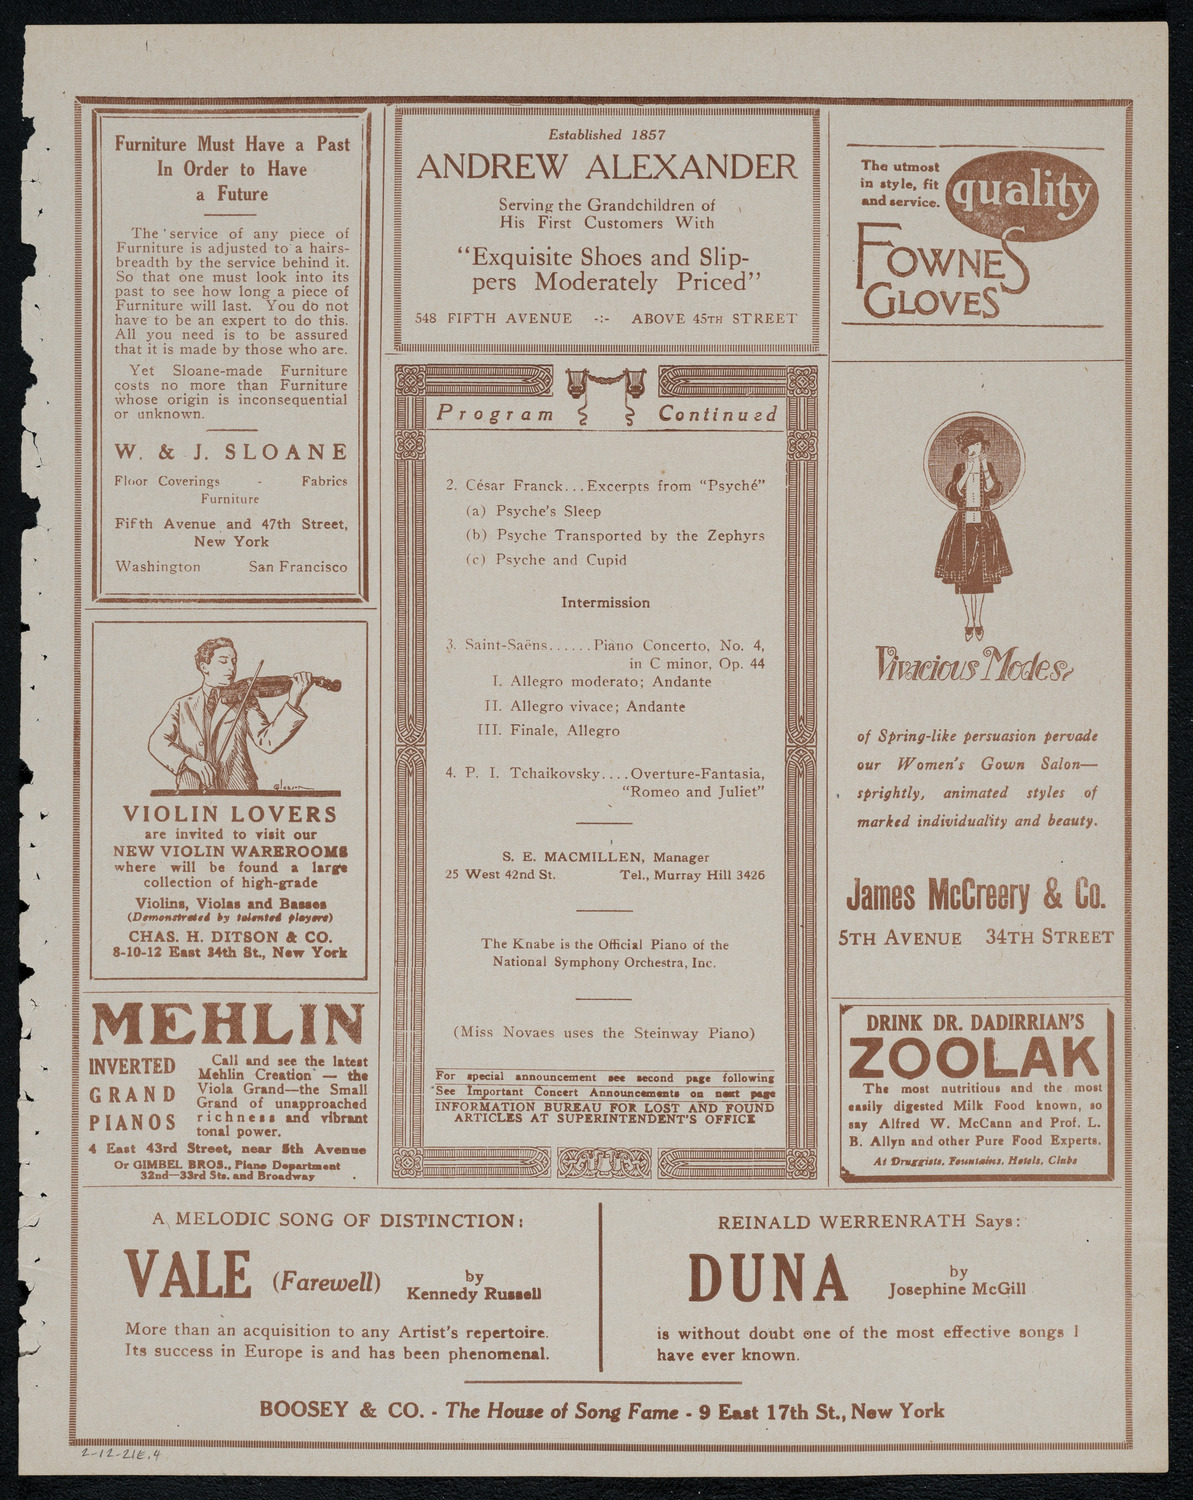 Furniture Must Have a Past
In Order to Have
a Future
The service of any piece of
Furniture is adjusted to a hairs-
breadth by the service behind it.
So that one must look into its
past to see how long a piece of
Furniture will last. You do not
have to be an expert to do this.
All you need is to be assured
that it is made by those who are.
Yet Sloane-made Furniture
costs no more than Furniture
whose origin is inconsequential
or unknown.
W. & J. SLOANE
Floor Coverings - Fabrics
Furniture
Fifth Avenue and 47th Street,
New York
Washington San Francisco
VIOLIN LOVERS
are invited to visit our
NEW VIOLIN WAREROOMS
where will be found a large
collection of high-grade
Violins, Violas and Basses
(Demonstrated by talented players)
CHAS. H. DITSON & CO.
8-10-12 East 34th St., New York
MEHLIN
INVERTED
GRAND
PIANOS
Call and see the latest
Mehlin Creation — the
Viola Grand—the Small
Grand of unapproached
richness and vibrant
tonal power.
4 East 43rd Street, near 5th Avenue
Or GIMBEL BROS., Piano Department
32nd—33rd Sts. and Broadway
Established 1857
ANDREW ALEXANDER
Serving the Grandchildren of
His First Customers With
“Exquisite Shoes and Slip-
pers Moderately Priced”
548 FIFTH AVENUE -:- ABOVE 45TH STREET
Program Continued
2. César Franck...Excerpts from “Psyché”
(a) Psyche's Sleep
(b) Psyche Transported by the Zephyrs
(c) Psyche and Cupid
Intermission
3. Saint-Saëns......Piano Concerto, No. 4,
in C minor, Op. 44
I. Allegro moderato; Andante
II. Allegro vivace; Andante
III. Finale, Allegro
4. P. I. Tchaikovsky....Overture-Fantasia,
“Romeo and Juliet”
S. E. MACMILLEN, Manager
25 West 42nd St. Tel., Murray Hill 3426
The Knabe is the Official Piano of the
National Symphony Orchestra, Inc.
(Miss Novaes uses the Steinway Piano)
For special announcement see second page following
See Important Concert Announcements on next page
INFORMATION BUREAU FOR LOST AND FOUND
ARTICLES AT SUPERINTENDENT'S OFFICE
The utmost
in style, fit
and service.
quality
FOWNES
GLOVES
Vivacious Modes
of Spring-like persuasion pervade
our Women's Gown Salon—
sprightly, animated styles of
marked individuality and beauty.
James McCreery & Co.
5TH AVENUE 34TH STREET
DRINK DR. DADIRRIAN'S
ZOOLAK
The most nutritious and the most
easily digested Milk Food known, so
say Alfred W. McCann and Prof. L.
B. Allyn and other Pure Food Experts.
At Druggists, Fountains, Hotels, Clubs
A MELODIC SONG OF DISTINCTION:
VALE (Farewell) by
Kennedy Russell
More than an acquisition to any Artist's repertoire.
Its success in Europe is and has been phenomenal.
REINALD WERRENRATH Says:
DUNA by
Josephine McGill
is without doubt one of the most effective songs I
have ever known.
BOOSEY & CO. - The House of Song Fame - 9 East 17th St., New York
2-12-21E.4